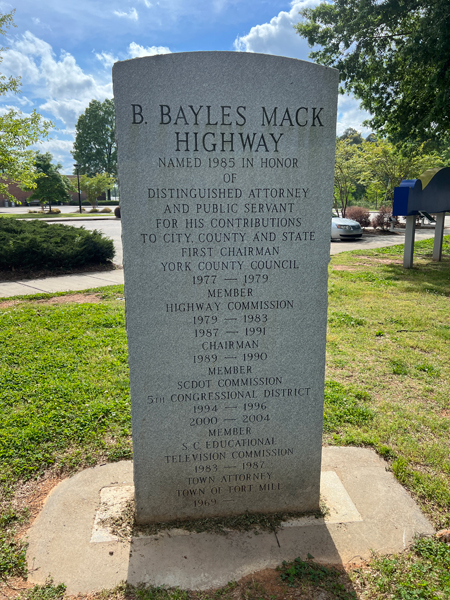 B. BAYLES MACK
HIGHWAY
NAMED 1985 IN HONOR
OF
DISTINGUISHED ATTORNEY
AND PUBLIC SERVANT
FOR HIS CONTRIBUTIONS
TO CITY, COUNTY AND STATE
FIRST CHAIRMAN
YORK COUNTY COUNCIL
1977 — 1979
MEMBER
HIGHWAY COMMISSION
1979 — 1983
1987 — 1991
CHAIRMAN
1989 — 1990
MEMBER
SCDOT COMMISSION
5TH CONGRESSIONAL DISTRICT
1994 — 1996
2000 — 2004
MEMBER
S. C. EDUCATIONAL
TELEVISION COMMISSION
1983 — 1987
TOWN ATTORNEY
TOWN OF FORT MILL
1969 —